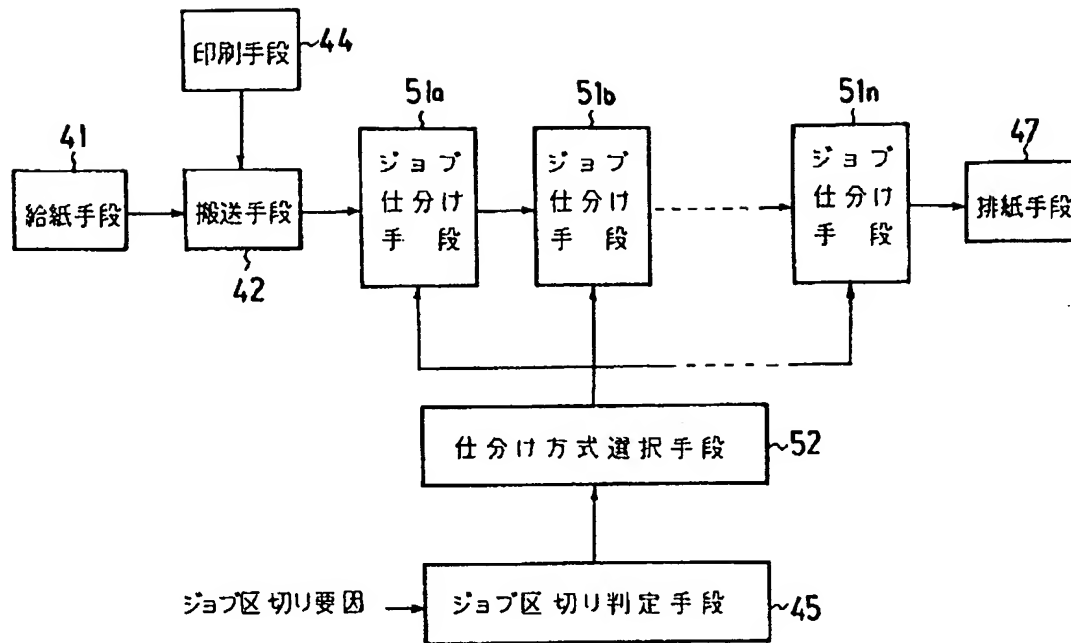 印刷手段
44
51a
51b
51n
41
47
給紙手段
搬送手段
42
ジョブ
仕分け
手段
ジョブ
仕分け
手段
ジョブ
仕分け
手段
排紙手段
仕分け方式選択手段
52
ジョブ区切り要因
ジョブ区切り判定手段
45